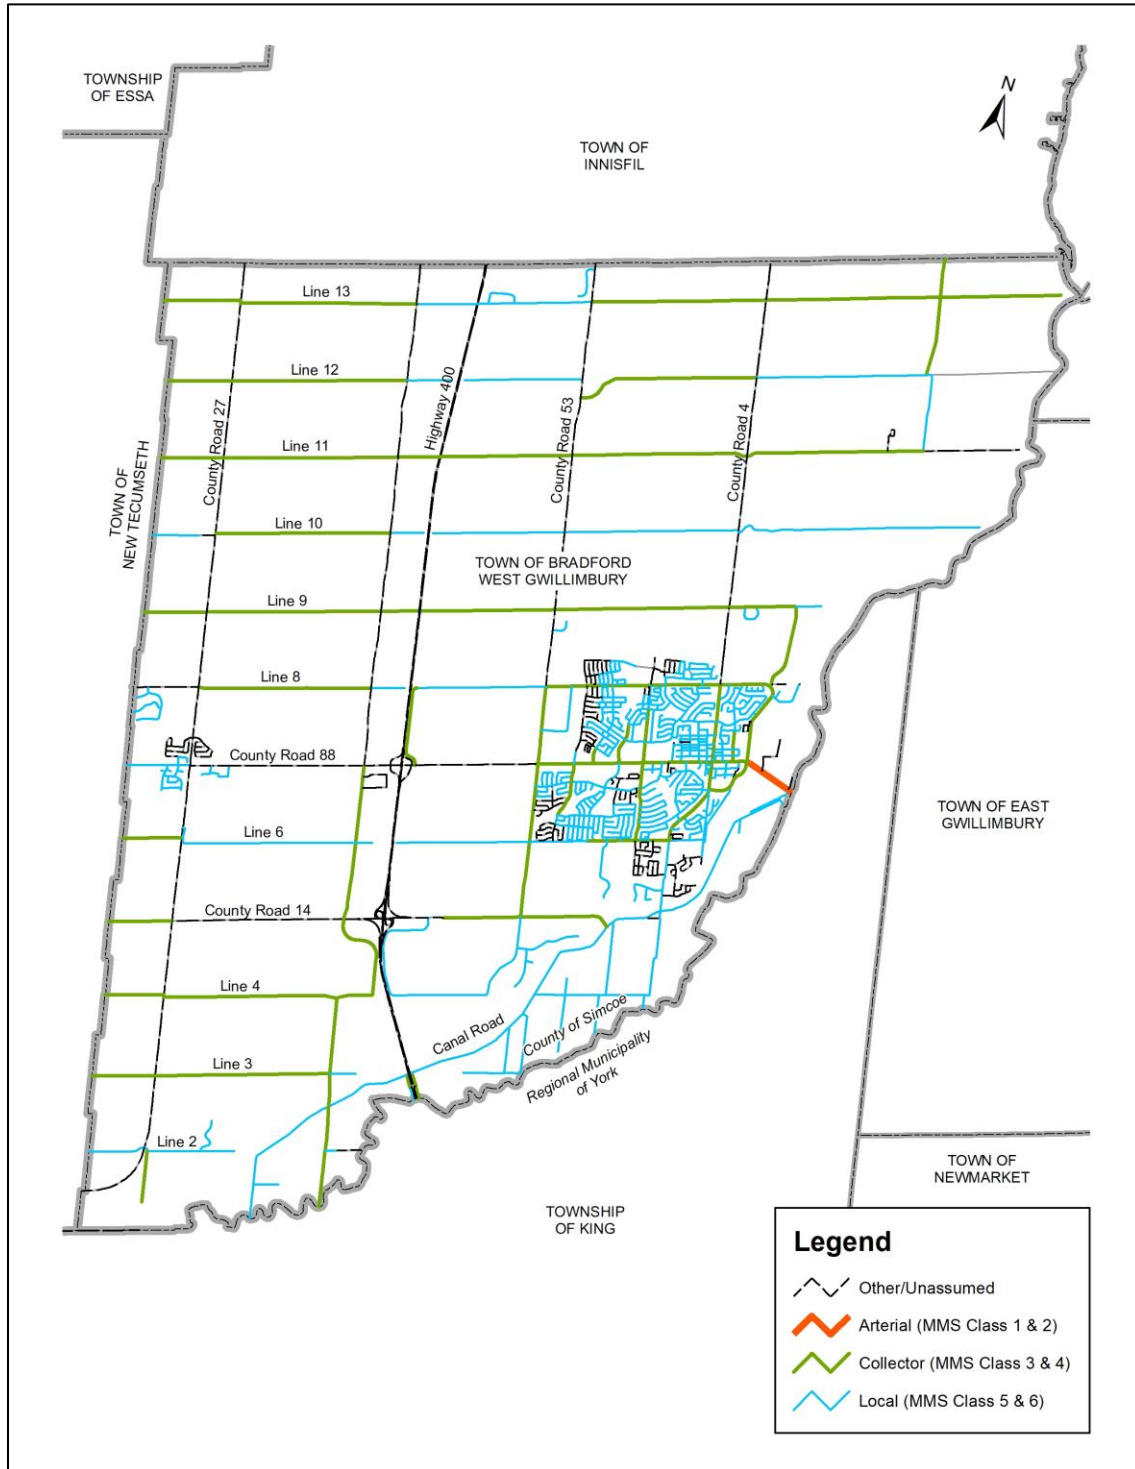 TOWNSHIP
OF ESSA
N
TOWN OF
INNISFIL
Line 13
Line 12
Highway 400
County Road 27
County Road 53
County Road 4
Line 11
TOWN OF
NEW TECUMSETH
Line 10
TOWN OF BRADFORD
WEST GWILLIMBURY
Line 9
Line 8
County Road 88
TOWN OF EAST
GWILLIMBURY
Line 6
County Road 14
Line 4
Canal Road
County of Simcoe
Regional Municipality
of York
Line 3
Line 2
TOWN OF
NEWMARKET
TOWNSHIP
OF KING
Legend
Other/Unassumed
Arterial (MMS Class 1 & 2)
Collector (MMS Class 3 & 4)
Local (MMS Class 5 & 6)